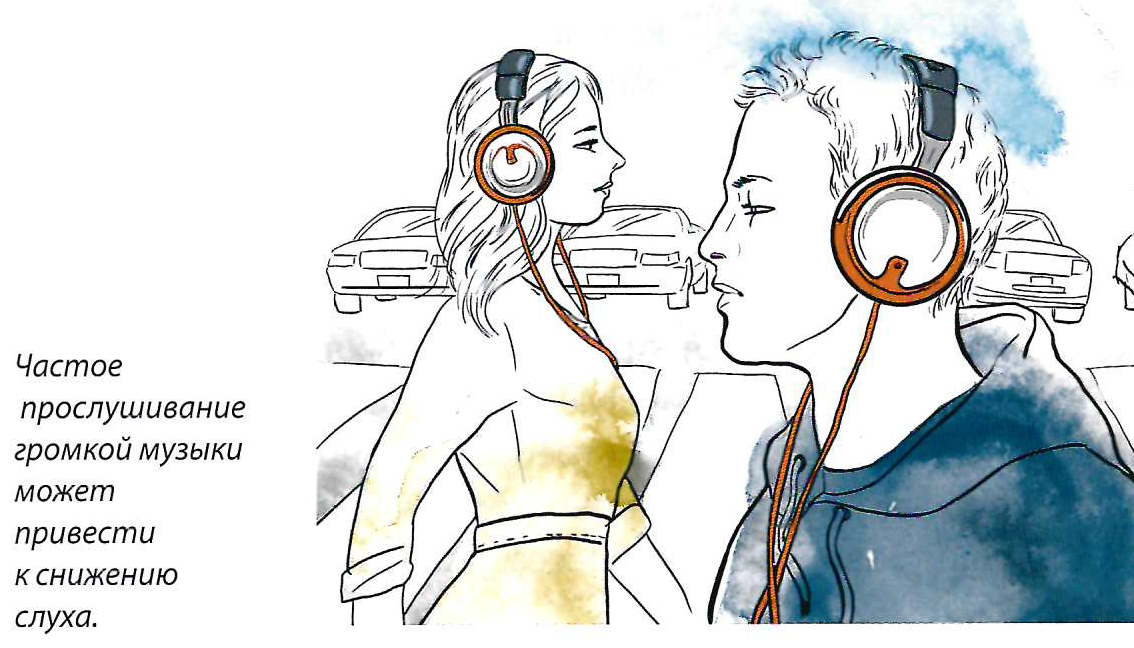 Частое
прослушивание
громкой музыки
может
привести
к снижению
слуха.